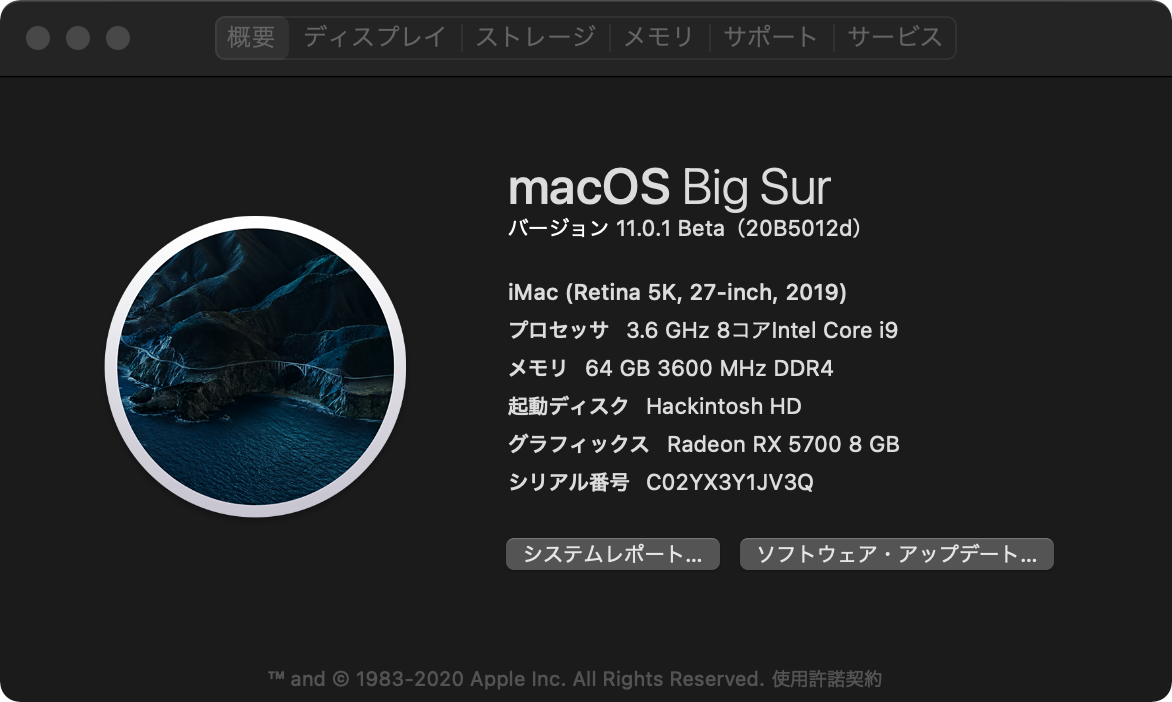 概要 ディスプレイ ストレージ メモリ サポート サービス
macOS Big Sur
バージョン 11.0.1 Beta（20B5012d）
iMac (Retina 5K, 27-inch, 2019)
プロセッサ 3.6 GHz 8コアIntel Core i9
メモリ 64 GB 3600 MHz DDR4
起動ディスク Hackintosh HD
グラフィックス Radeon RX 5700 8 GB
シリアル番号 C02YX3Y1JV3Q
システムレポート... ソフトウェア・アップデート...
™ and © 1983-2020 Apple Inc. All Rights Reserved. 使用許諾契約